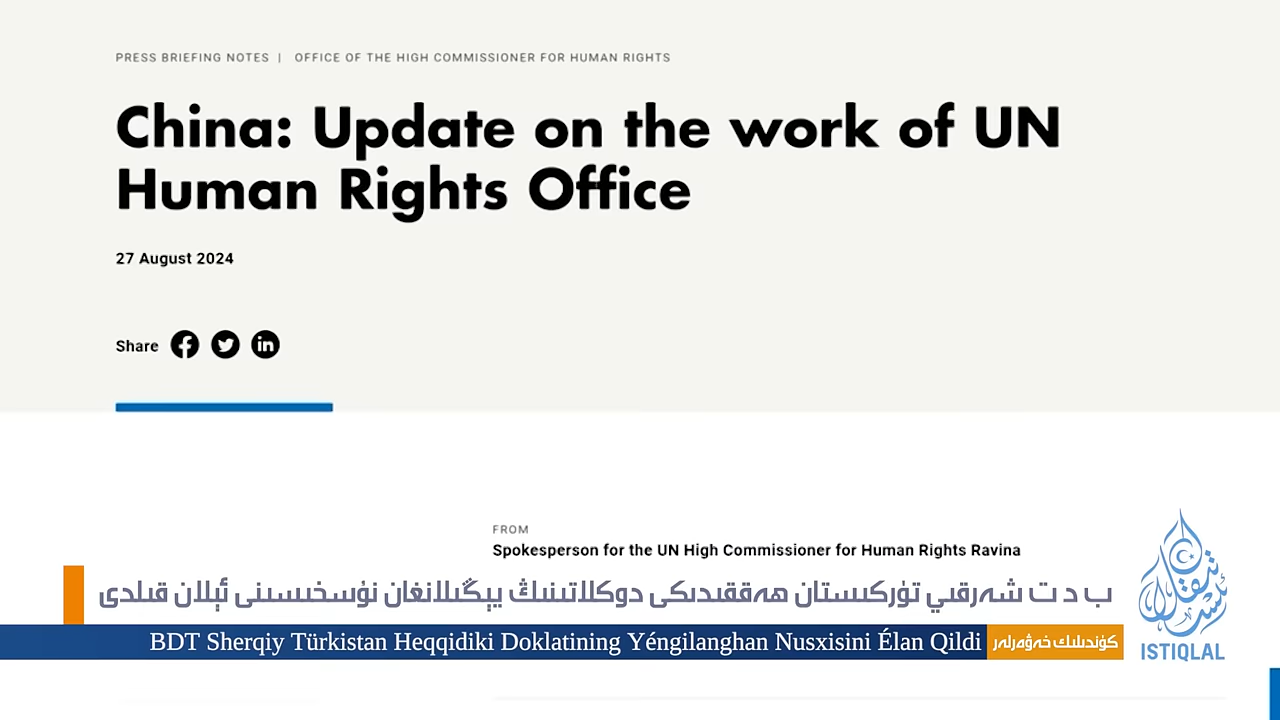 PRESS BRIEFING NOTES | OFFICE OF THE HIGH COMMISSIONER FOR HUMAN RIGHTS
China: Update on the work of UN
Human Rights Office
27 August 2024
Share
FROM
Spokesperson for the UN High Commissioner for Human Rights Ravina
ب د ت شەرقىي تۈركىستان ھەققىدىكى دوكلاتىنىڭ يېڭىلانغان نۇسخىسىنى ئېلان قىلدى
BDT Sherqiy Türkistan Heqqidiki Doklatining Yéngilanghan Nusxisini Élan Qildi
كۈندىلىك خەۋەرلەر
ئىستىقلال
ISTIQLAL